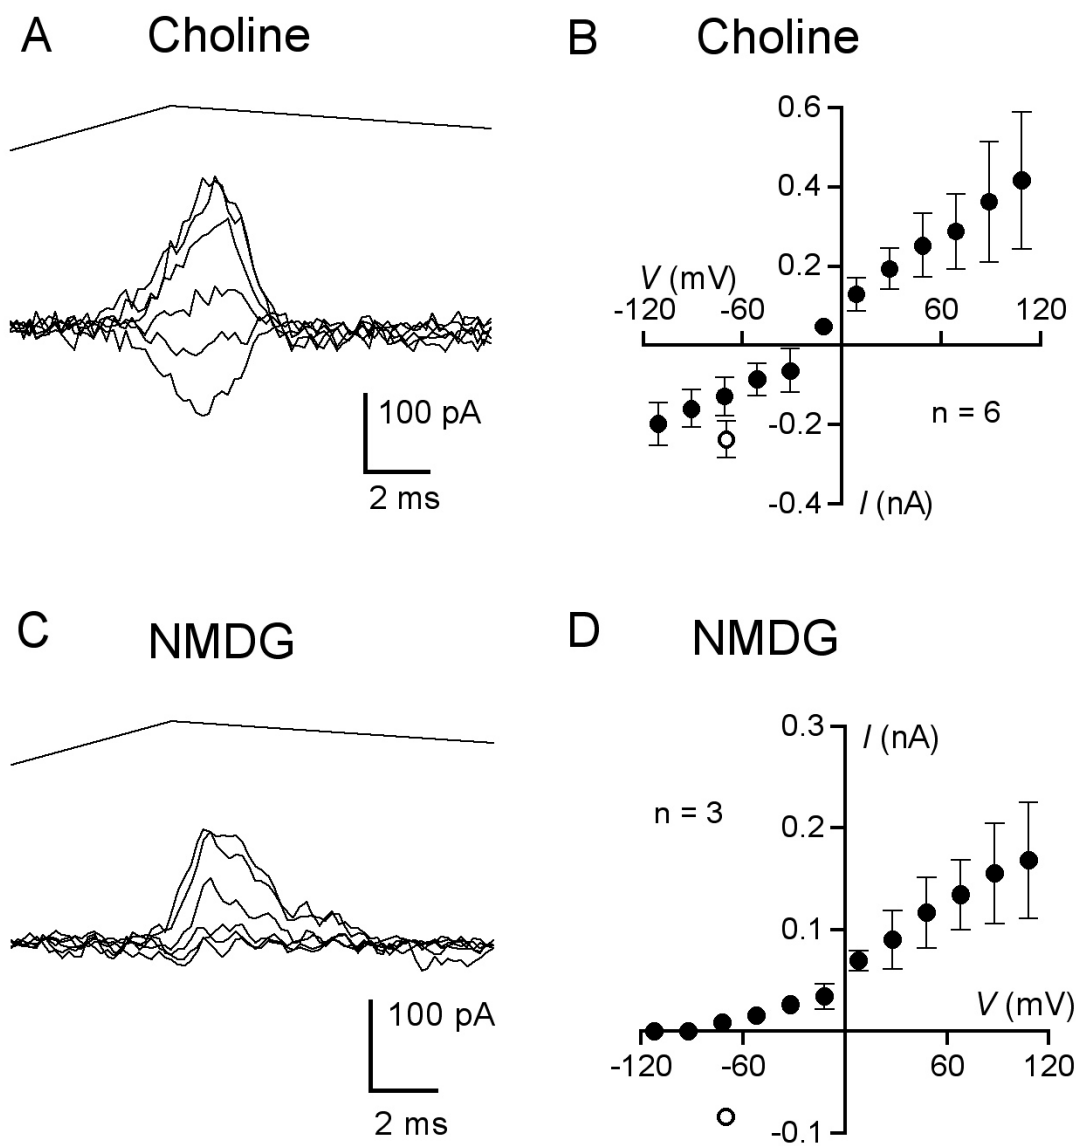 A Choline
100 pA
2 ms
B Choline
0.6
0.4
0.2
V (mV)
-120 -60 60 120
n = 6
-0.2
-0.4
I (nA)
C NMDG
100 pA
2 ms
D NMDG
0.3
I (nA)
n = 3
0.2
0.1
V (mV)
-120 -60 60 120
-0.1